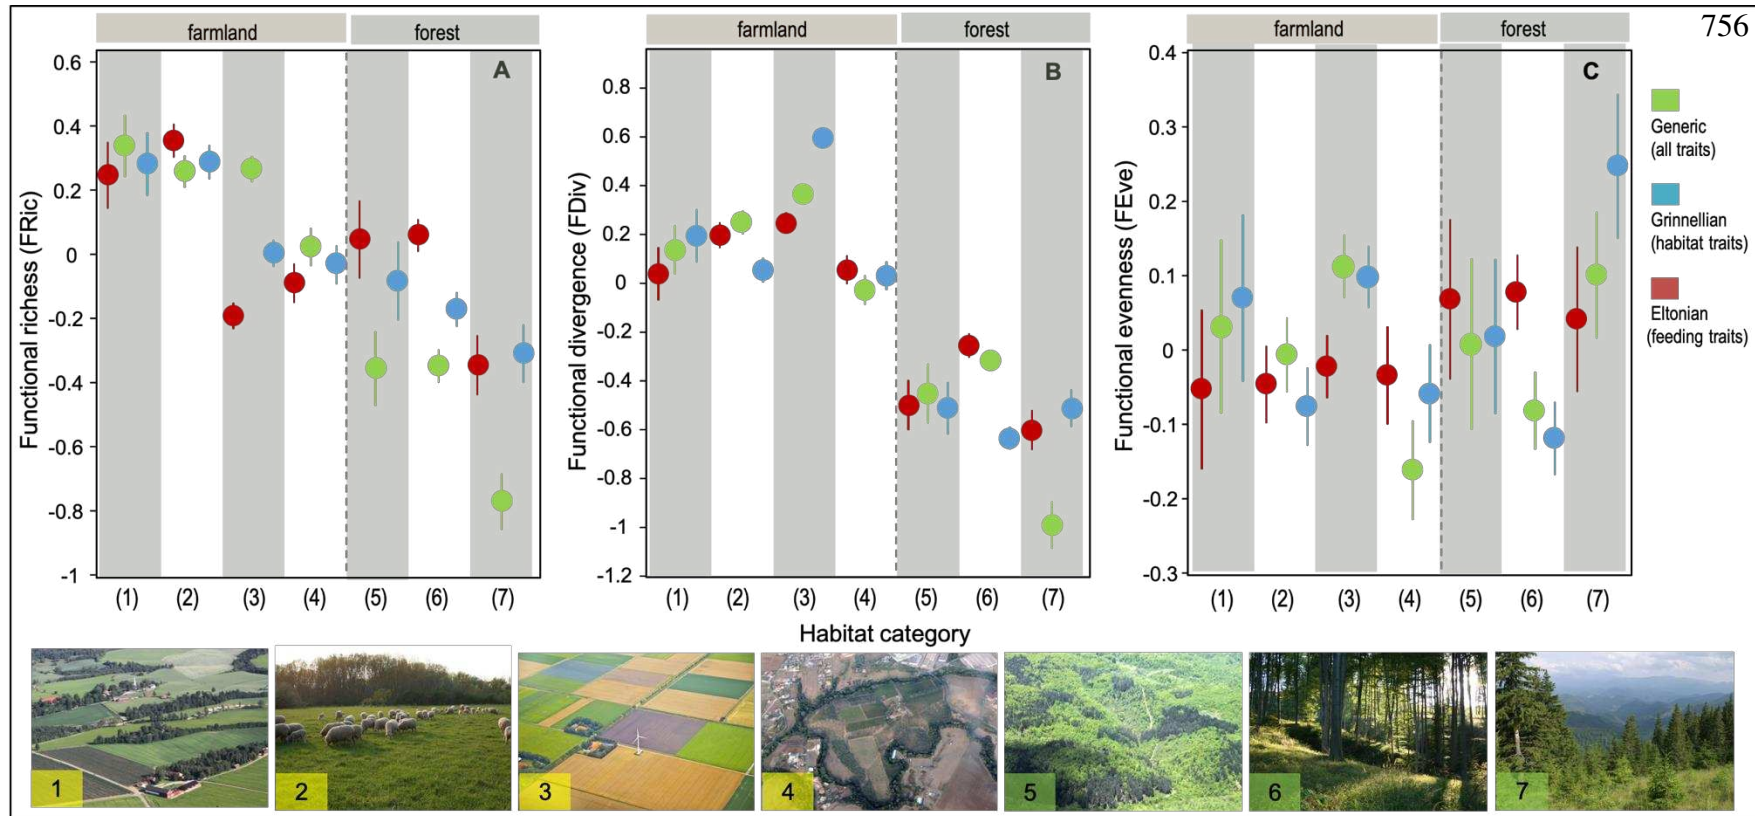 756
farmland forest
farmland forest
farmland forest
A
B
C
Functional richess (FRic)
0.6
0.4
0.2
0
-0.2
-0.4
-0.6
-0.8
-1
(1) (2) (3) (4) (5) (6) (7)
Functional divergence (FDiv)
0.8
0.6
0.4
0.2
0
-0.2
-0.4
-0.6
-0.8
-1
-1.2
(1) (2) (3) (4) (5) (6) (7)
Functional evenness (FEve)
0.4
0.3
0.2
0.1
0
-0.1
-0.2
-0.3
(1) (2) (3) (4) (5) (6) (7)
Generic
(all traits)
Grinnellian
(habitat traits)
Eltonian
(feeding traits)
Habitat category
1
2
3
4
5
6
7